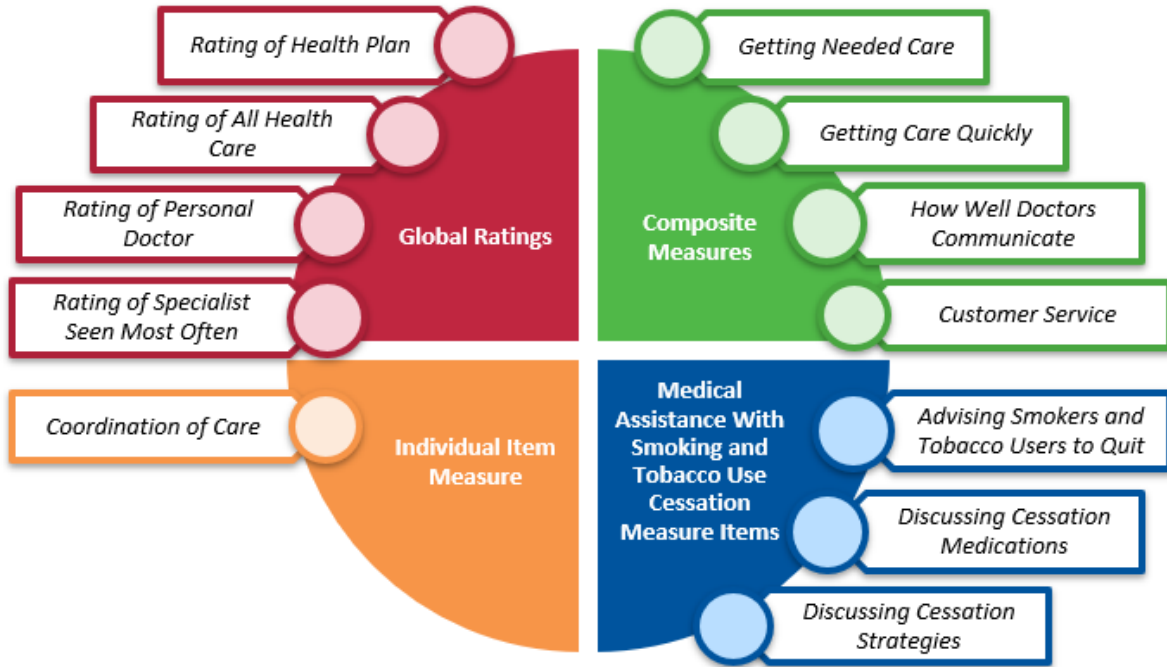 Rating of Health Plan
Rating of All Health
Care
Rating of Personal
Doctor
Rating of Specialist
Seen Most Often
Global Ratings
Getting Needed Care
Getting Care Quickly
How Well Doctors
Communicate
Customer Service
Composite
Measures
Coordination of Care
Individual Item
Measure
Medical
Assistance With
Smoking and
Tobacco Use
Cessation
Measure Items
Advising Smokers and
Tobacco Users to Quit
Discussing Cessation
Medications
Discussing Cessation
Strategies